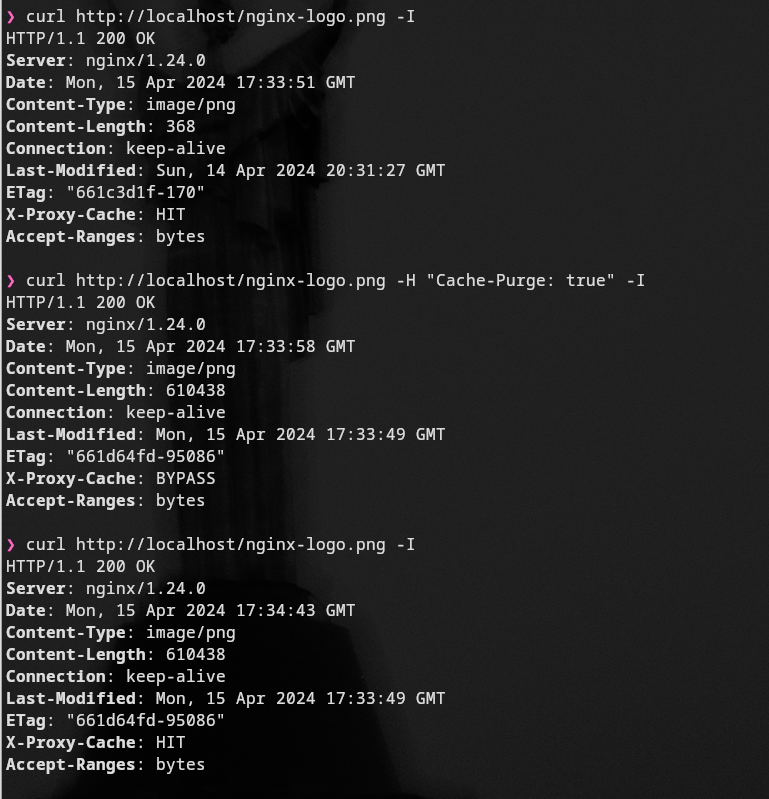 ❯ curl http://localhost/nginx-logo.png -I
HTTP/1.1 200 OK
Server: nginx/1.24.0
Date: Mon, 15 Apr 2024 17:33:51 GMT
Content-Type: image/png
Content-Length: 368
Connection: keep-alive
Last-Modified: Sun, 14 Apr 2024 20:31:27 GMT
ETag: "661c3d1f-170"
X-Proxy-Cache: HIT
Accept-Ranges: bytes
❯ curl http://localhost/nginx-logo.png -H "Cache-Purge: true" -I
HTTP/1.1 200 OK
Server: nginx/1.24.0
Date: Mon, 15 Apr 2024 17:33:58 GMT
Content-Type: image/png
Content-Length: 610438
Connection: keep-alive
Last-Modified: Mon, 15 Apr 2024 17:33:49 GMT
ETag: "661d64fd-95086"
X-Proxy-Cache: BYPASS
Accept-Ranges: bytes
❯ curl http://localhost/nginx-logo.png -I
HTTP/1.1 200 OK
Server: nginx/1.24.0
Date: Mon, 15 Apr 2024 17:34:43 GMT
Content-Type: image/png
Content-Length: 610438
Connection: keep-alive
Last-Modified: Mon, 15 Apr 2024 17:33:49 GMT
ETag: "661d64fd-95086"
X-Proxy-Cache: HIT
Accept-Ranges: bytes